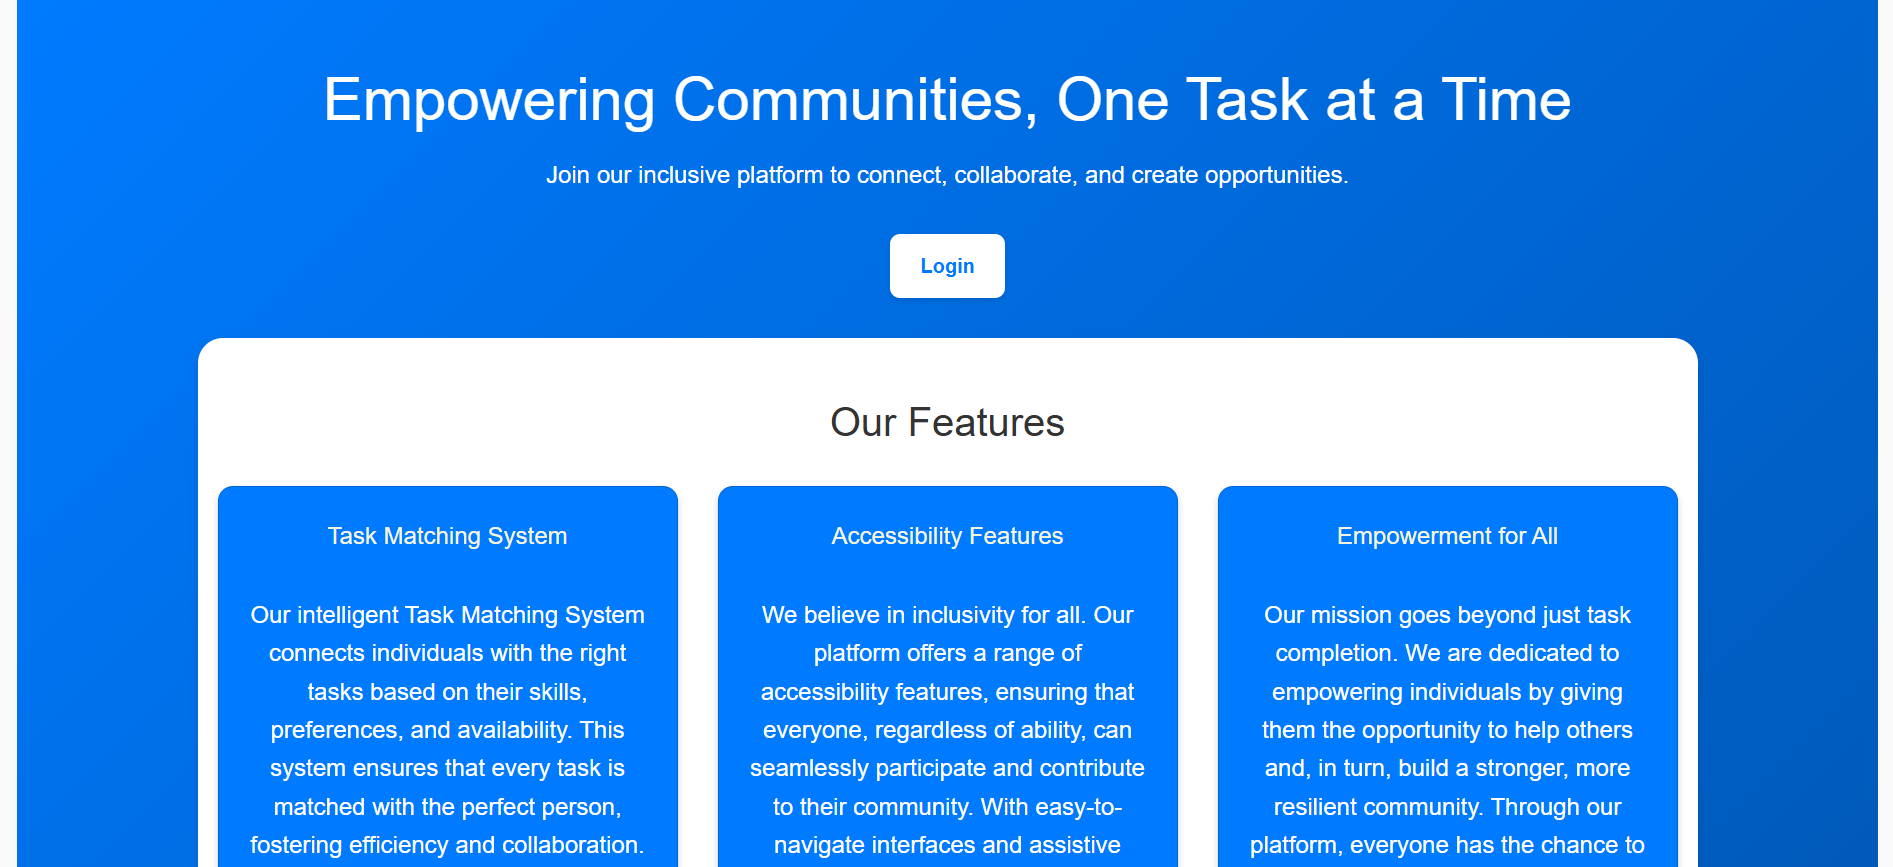 Empowering Communities, One Task at a Time
Join our inclusive platform to connect, collaborate, and create opportunities.
Login
Our Features
Task Matching System
Our intelligent Task Matching System
connects individuals with the right
tasks based on their skills,
preferences, and availability. This
system ensures that every task is
matched with the perfect person,
fostering efficiency and collaboration.
Accessibility Features
We believe in inclusivity for all. Our
platform offers a range of
accessibility features, ensuring that
everyone, regardless of ability, can
seamlessly participate and contribute
to their community. With easy-to-
navigate interfaces and assistive
Empowerment for All
Our mission goes beyond just task
completion. We are dedicated to
empowering individuals by giving
them the opportunity to help others
and, in turn, build a stronger, more
resilient community. Through our
platform, everyone has the chance to